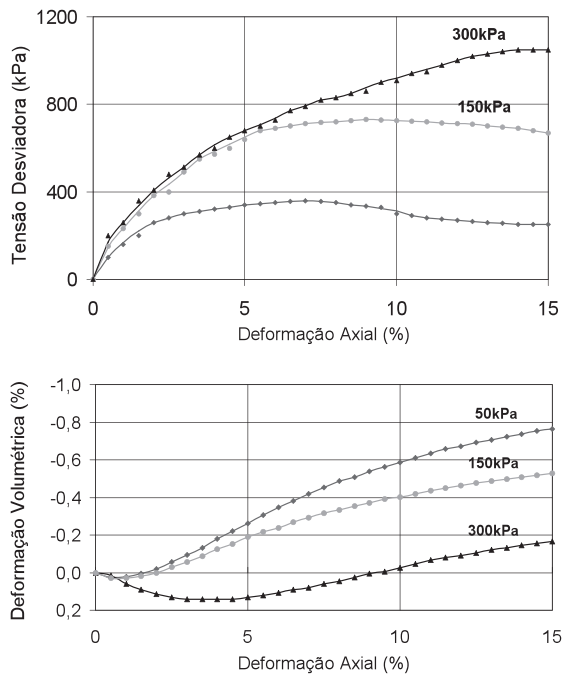 1200
800
400
0
Tensão Desviadora (kPa)
300kPa
150kPa
0 5 10 15
Deformação Axial (%)
-1,0
-0,8
-0,6
-0,4
-0,2
0,0
0,2
Deformação Volumétrica (%)
50kPa
150kPa
300kPa
0 5 10 15
Deformação Axial (%)